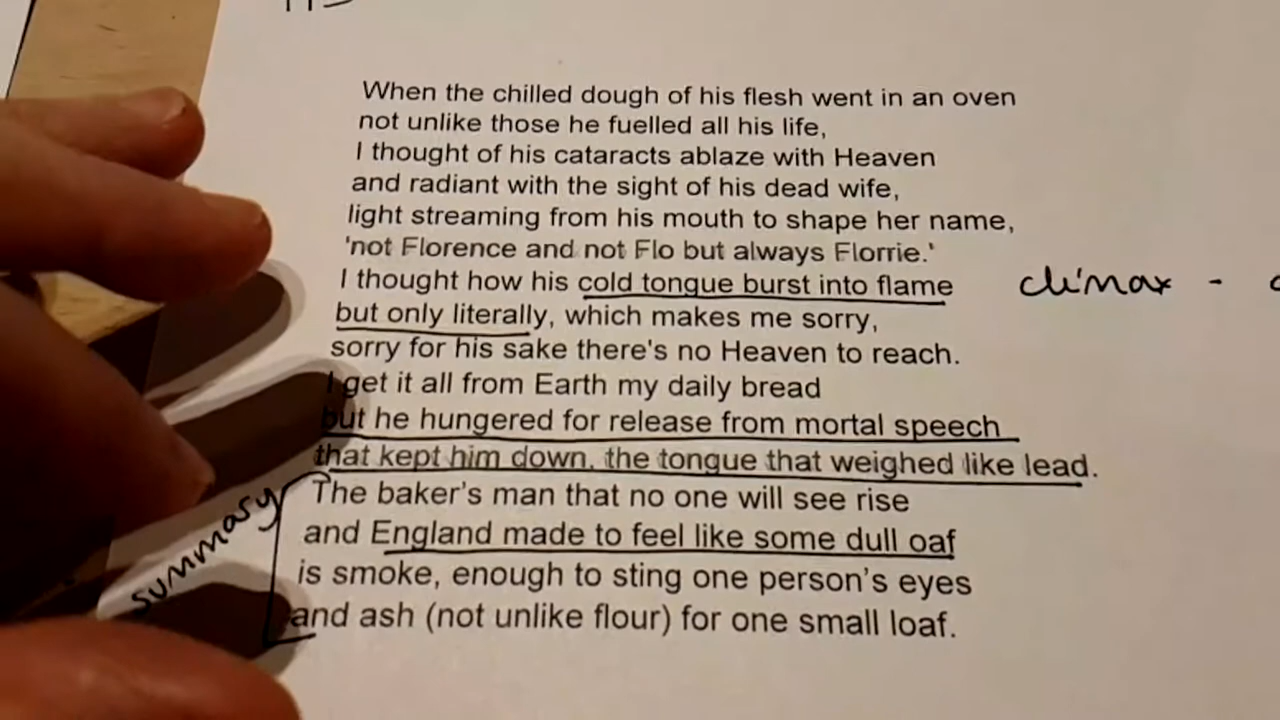 When the chilled dough of his flesh went in an oven
not unlike those he fuelled all his life,
I thought of his cataracts ablaze with Heaven
and radiant with the sight of his dead wife,
light streaming from his mouth to shape her name,
'not Florence and not Flo but always Florrie.'
I thought how his cold tongue burst into flame climax -
but only literally, which makes me sorry,
sorry for his sake there's no Heaven to reach.
I get it all from Earth my daily bread
but he hungered for release from mortal speech
that kept him down, the tongue that weighed like lead.
summary
The baker's man that no one will see rise
and England made to feel like some dull oaf
is smoke, enough to sting one person's eyes
and ash (not unlike flour) for one small loaf.